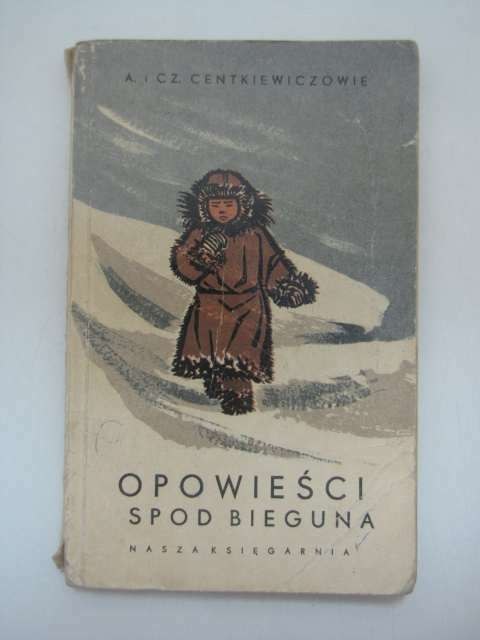 A. i CZ. CENTKIEWICZOWIE
OPOWIEŚCI
SPOD BIEGUNA
NASZA KSIĘGARNIA